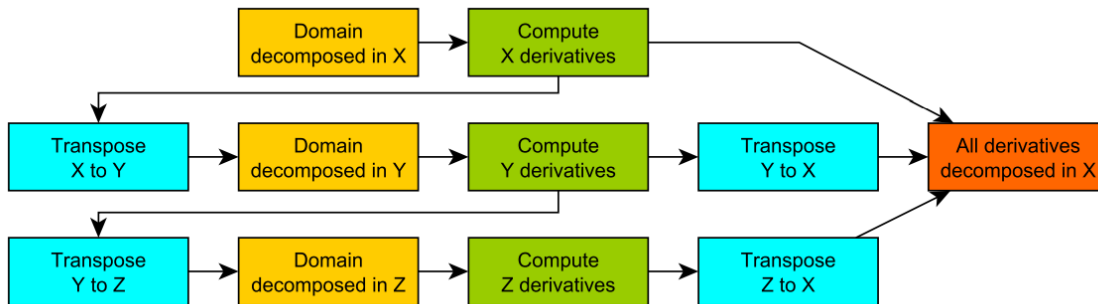 Domain
decomposed in X
Compute
X derivatives
Transpose
X to Y
Domain
decomposed in Y
Compute
Y derivatives
Transpose
Y to X
All derivatives
decomposed in X
Transpose
Y to Z
Domain
decomposed in Z
Compute
Z derivatives
Transpose
Z to X